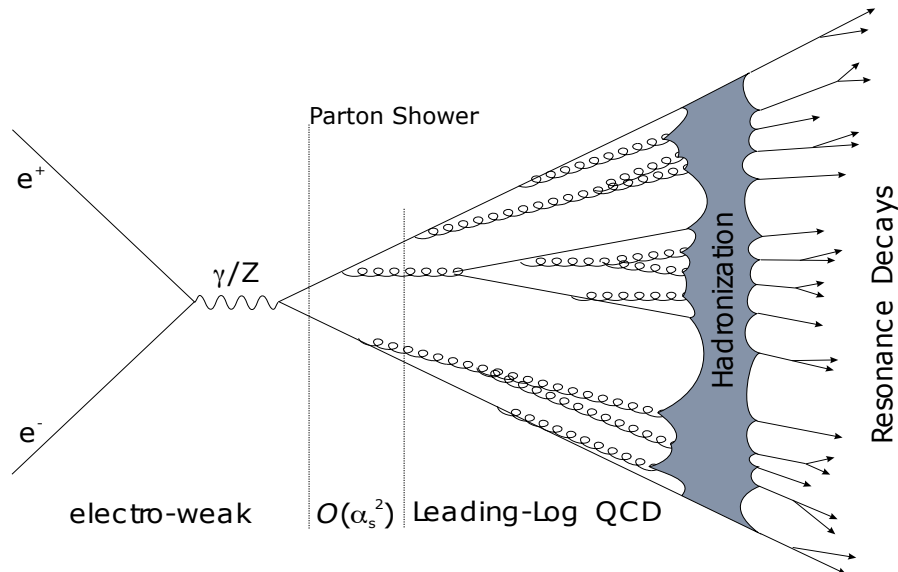 Parton Shower
e+
γ/Z
e-
Hadronization
Resonance Decays
electro-weak
O(αs²)
Leading-Log QCD